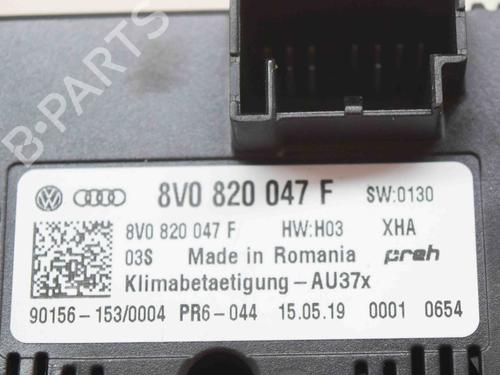 B-PARTS
8V0 820 047 F SW:0130
8V0 820 047 F HW:H03 XHA
03S Made in Romania preh
Klimabetaetigung-AU37x
90156-153/0004 PR6-044 15.05.19 0001 0654